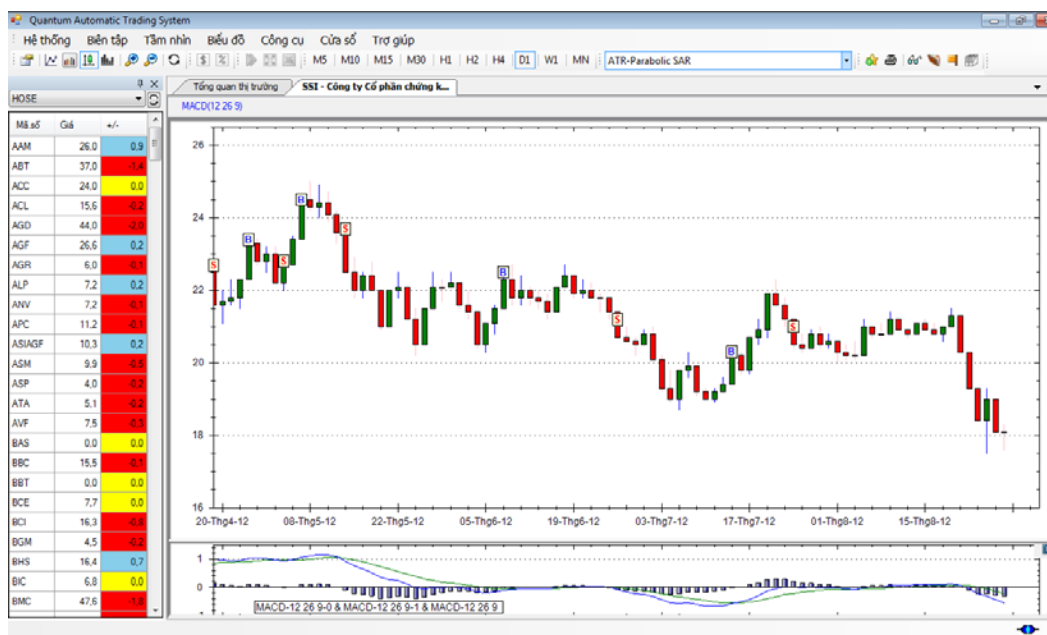 Quantum Automatic Trading System
Hệ thống Biên tập Tầm nhìn Biểu đồ Công cụ Cửa sổ Trợ giúp
M5 M10 M15 M30 H1 H2 H4 D1 W1 MN ATR-Parabolic SAR
Tổng quan thị trường SSI - Công ty Cổ phần chứng k...
HOSE
MACD(12 26 9)
Mã số Giá +/-
AAM 26,0 0,9
ABT 37,0 -1,4
ACC 24,0 0,0
ACL 15,6 -0,2
AGD 44,0 -2,0
AGF 26,6 0,2
AGR 6,0 -0,1
ALP 7,2 0,2
ANV 7,2 -0,1
APC 11,2 -0,1
ASIAGF 10,3 0,2
ASM 9,9 -0,5
ASP 4,0 -0,2
ATA 5,1 -0,2
AVF 7,5 -0,3
BAS 0,0 0,0
BBC 15,5 -0,1
BBT 0,0 0,0
BCE 7,7 0,0
BCI 16,3
BGM 4,5 -0,2
BHS 16,4 0,7
BIC 6,8 0,0
BMC 47,6 -1,8
26
24
22
20
18
16
S B S B S B S B S
20-Thg4-12 08-Thg5-12 22-Thg5-12 05-Thg6-12 19-Thg6-12 03-Thg7-12 17-Thg7-12 01-Thg8-12 15-Thg8-12
1
0
-1
MACD-12 26 9-0 & MACD-12 26 9-1 & MACD-12 26 9